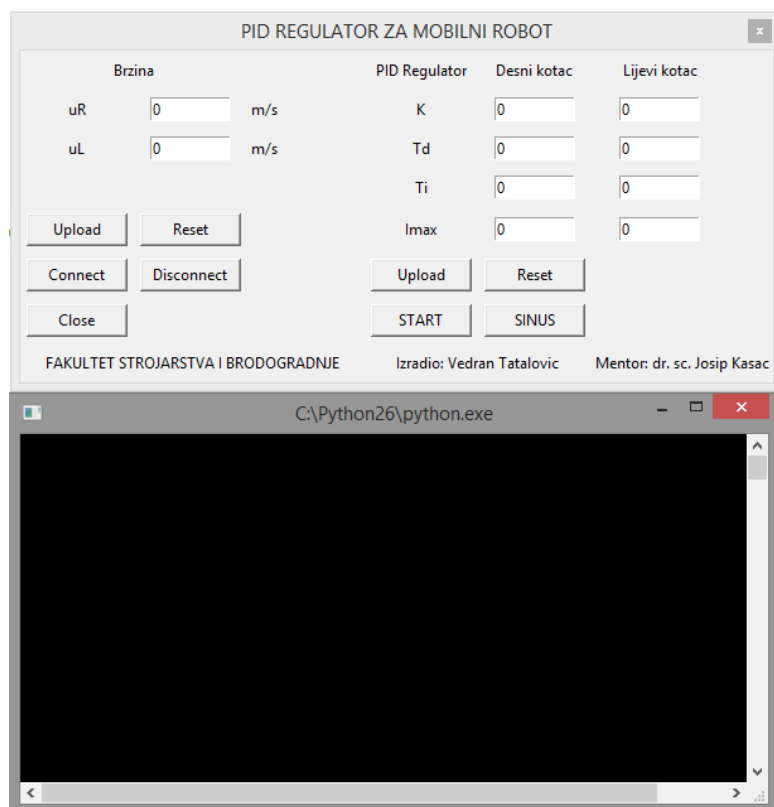 PID REGULATOR ZA MOBILNI ROBOT
x
Brzina PID Regulator Desni kotac Lijevi kotac
uR 0 m/s K 0 0
uL 0 m/s Td 0 0
Ti 0 0
Upload Reset Imax 0 0
Connect Disconnect Upload Reset
Close START SINUS
FAKULTET STROJARSTVA I BRODOGRADNJE Izradio: Vedran Tatalovic Mentor: dr. sc. Josip Kasac
C:\Python26\python.exe